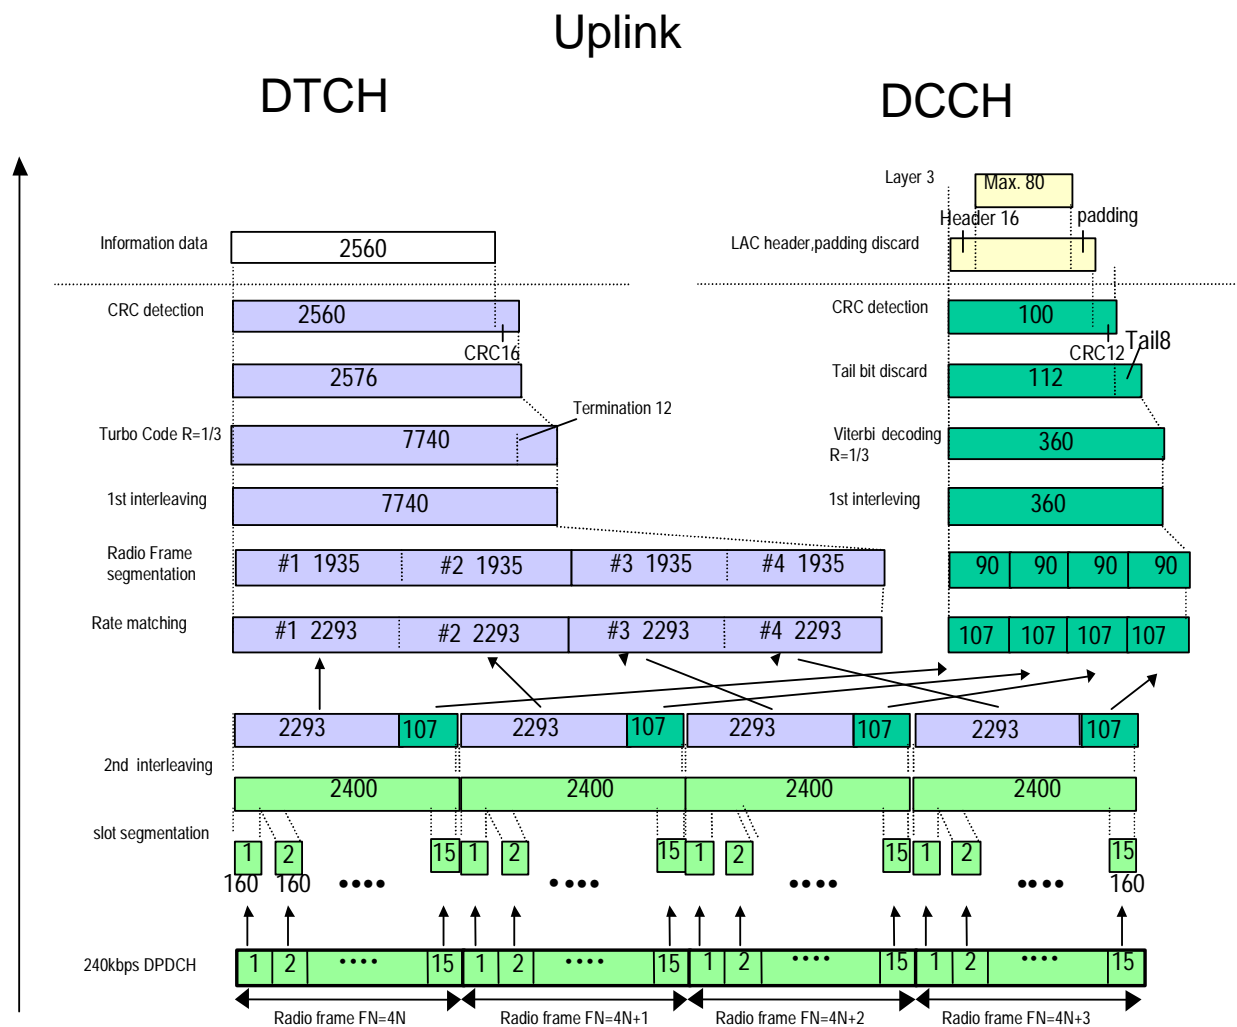 Uplink
DTCH
DCCH
Layer 3
Max. 80
Header 16
padding
Information data
2560
LAC header,padding discard
CRC detection
2560
CRC16
CRC detection
100
CRC12
Tail8
2576
Tail bit discard
112
Termination 12
Turbo Code R=1/3
7740
Viterbi decoding
R=1/3
360
1st interleaving
7740
1st interleving
360
Radio Frame
segmentation
#1 1935
#2 1935
#3 1935
#4 1935
90
90
90
90
Rate matching
#1 2293
#2 2293
#3 2293
#4 2293
107
107
107
107
2293
107
2293
107
2293
107
2293
107
2nd interleaving
2400
2400
2400
2400
slot segmentation
1
2
15
1
2
15
1
2
15
1
2
15
160
160
••••
••••
••••
••••
160
240kbps DPDCH
1
2
••••
15
1
2
••••
15
1
2
••••
15
1
2
••••
15
Radio frame FN=4N
Radio frame FN=4N+1
Radio frame FN=4N+2
Radio frame FN=4N+3